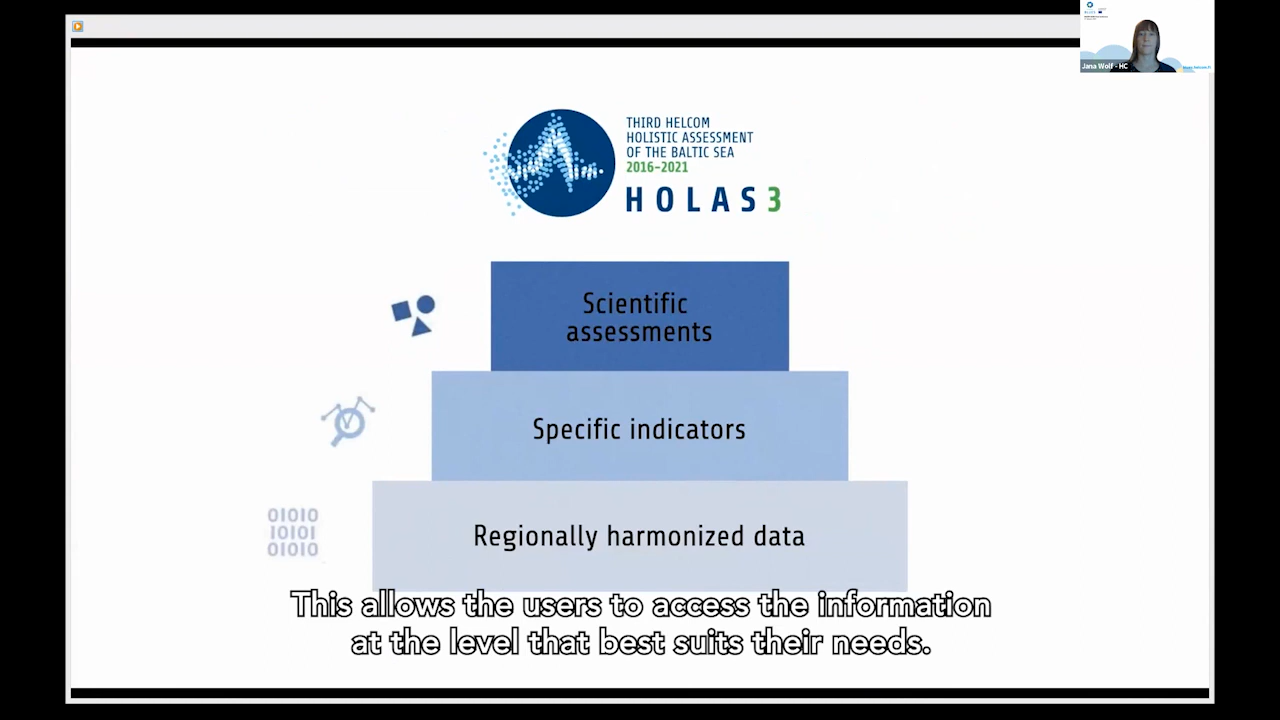 THIRD HELCOM
HOLISTIC ASSESSMENT
OF THE BALTIC SEA
2016-2021
HOLAS 3
Jana Wolf - HC
Scientific
assessments
Specific indicators
01010
10101
01010
Regionally harmonized data
This allows the users to access the information
at the level that best suits their needs.